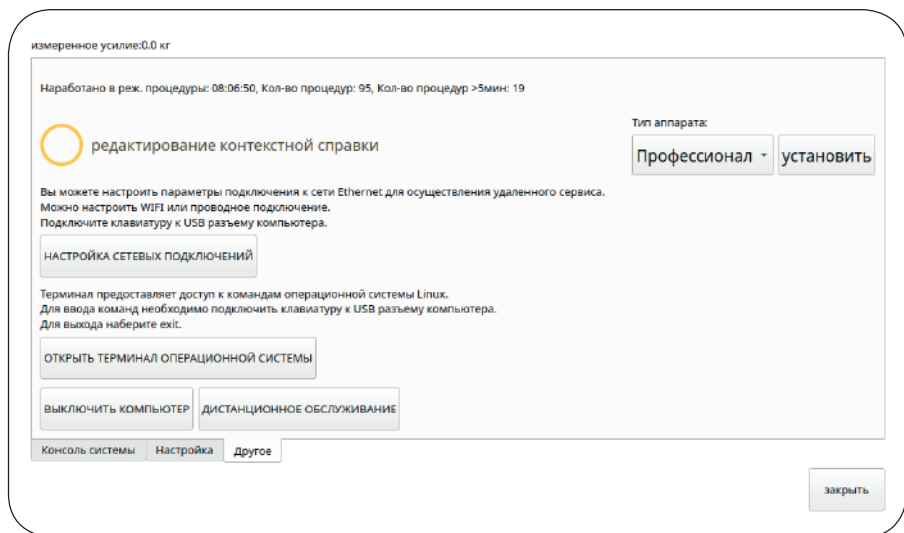 измеренное усилие:0.0 кг
Наработано в реж. процедуры: 08:06:50, Кол-во процедур: 95, Кол-во процедур >5мин: 19
Тип аппарата:
редактирование контекстной справки
Профессионал
установить
Вы можете настроить параметры подключения к сети Ethernet для осуществления удаленного сервиса.
Можно настроить WIFI или проводное подключение.
Подключите клавиатуру к USB разъему компьютера.
НАСТРОЙКА СЕТЕВЫХ ПОДКЛЮЧЕНИЙ
Терминал предоставляет доступ к командам операционной системы Linux.
Для ввода команд необходимо подключить клавиатуру к USB разъему компьютера.
Для выхода наберите exit.
ОТКРЫТЬ ТЕРМИНАЛ ОПЕРАЦИОННОЙ СИСТЕМЫ
ВЫКЛЮЧИТЬ КОМПЬЮТЕР ДИСТАНЦИОННОЕ ОБСЛУЖИВАНИЕ
Консоль системы Настройка Другое
закрыть